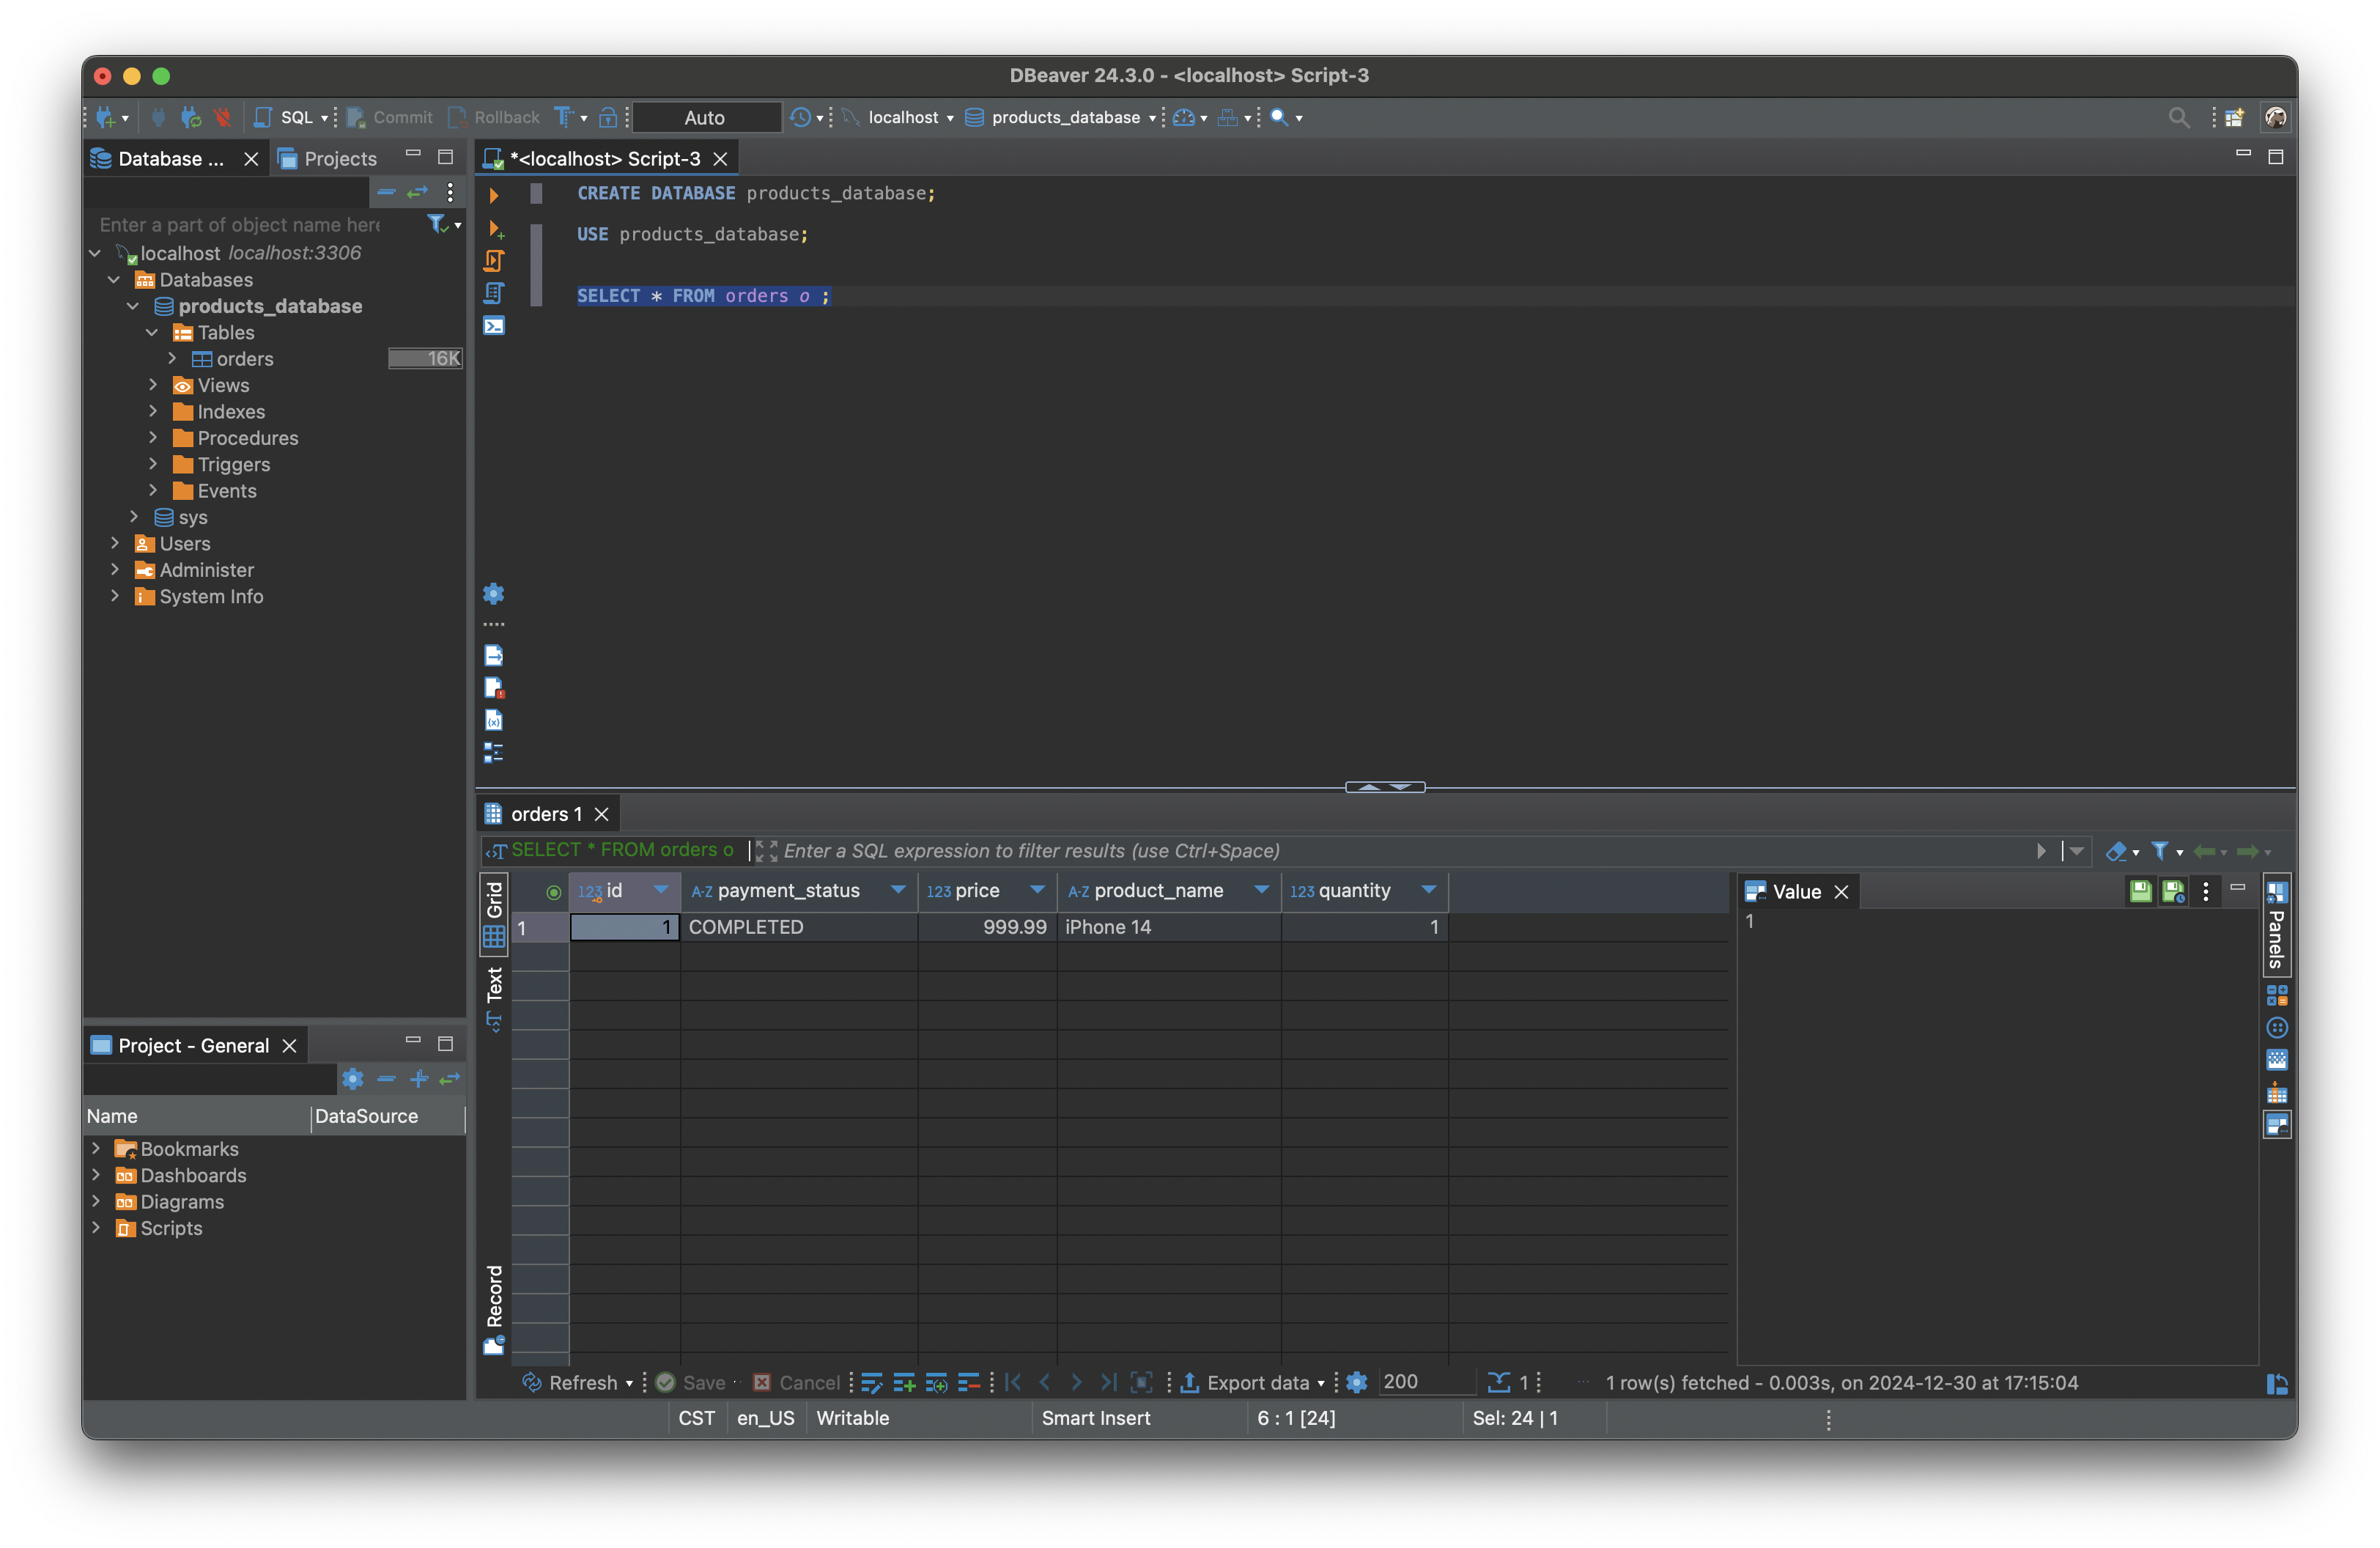 DBeaver 24.3.0 - <localhost> Script-3
SQL Commit Rollback Auto localhost products_database
Database ... Projects
*<localhost> Script-3
Enter a part of object name here
localhost localhost:3306
Databases
products_database
Tables
orders 16K
Views
Indexes
Procedures
Triggers
Events
sys
Users
Administer
System Info
CREATE DATABASE products_database;
USE products_database;
SELECT * FROM orders o ;
Project - General
Name DataSource
Bookmarks
Dashboards
Diagrams
Scripts
orders 1
SELECT * FROM orders o Enter a SQL expression to filter results (use Ctrl+Space)
Grid
Text
Record
123 id A-Z payment_status 123 price A-Z product_name 123 quantity
1 1 COMPLETED 999.99 iPhone 14 1
Value
1
Panels
Refresh Save Cancel Export data 200 1 1 row(s) fetched - 0.003s, on 2024-12-30 at 17:15:04
CST en_US Writable Smart Insert 6 : 1 [24] Sel: 24 | 1